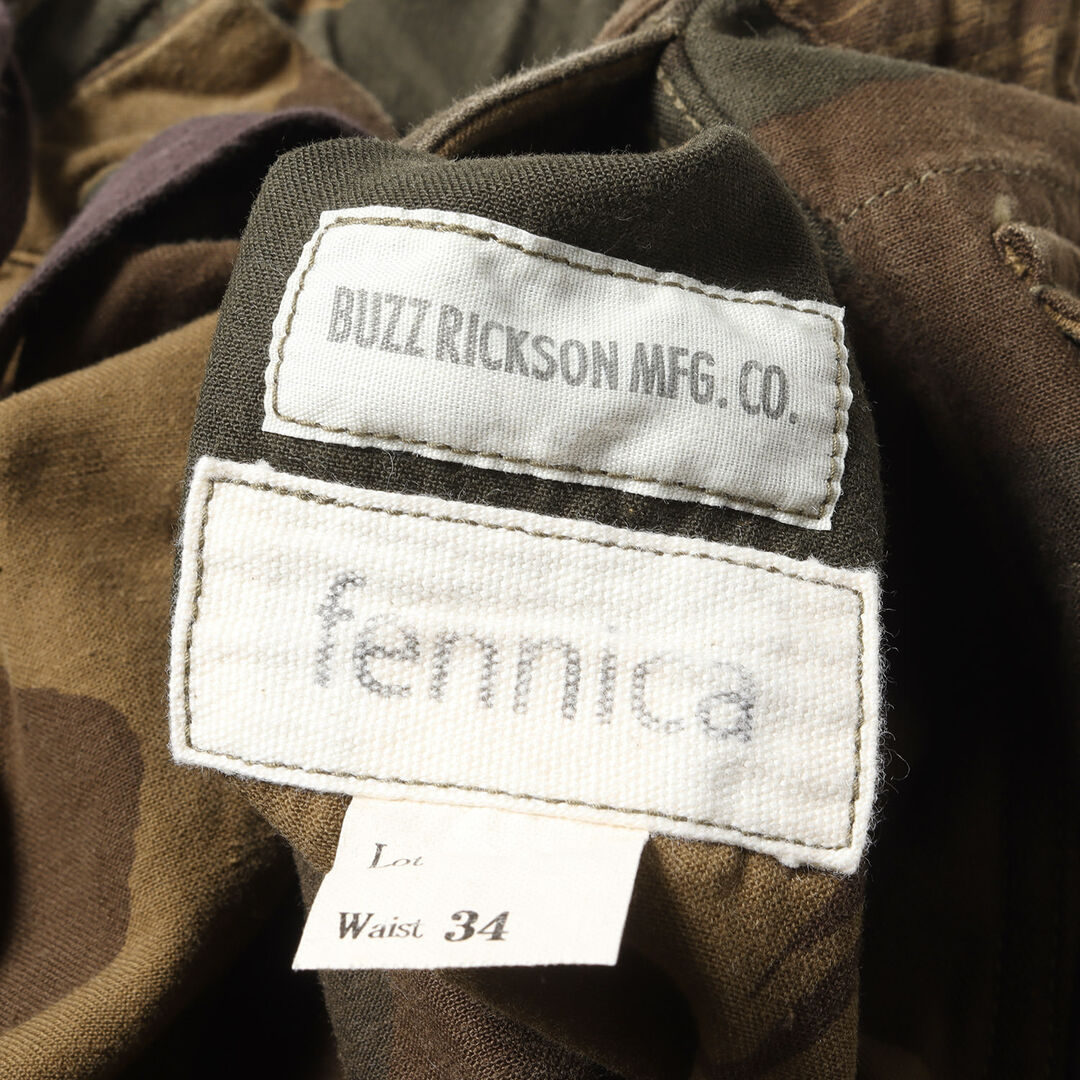 BUZZ RICKSON MFG. CO.
fennica
Lot
Waist 34